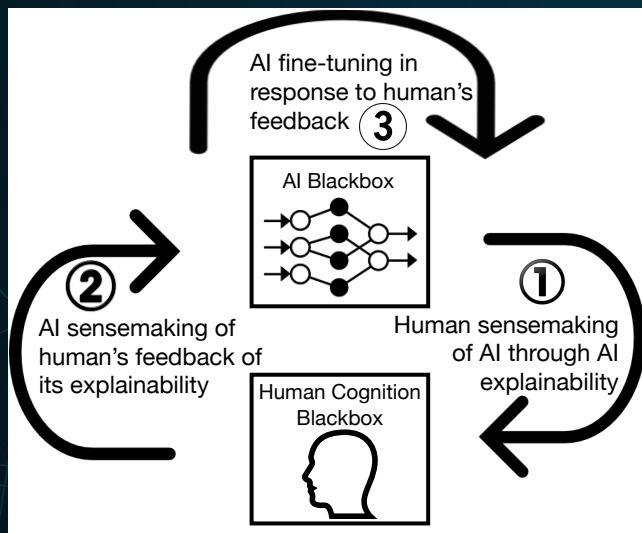 AI fine-tuning in
response to human's
feedback
3
AI Blackbox
2
AI sensemaking of
human's feedback of
its explainability
1
Human sensemaking
of AI through AI
explainability
Human Cognition
Blackbox